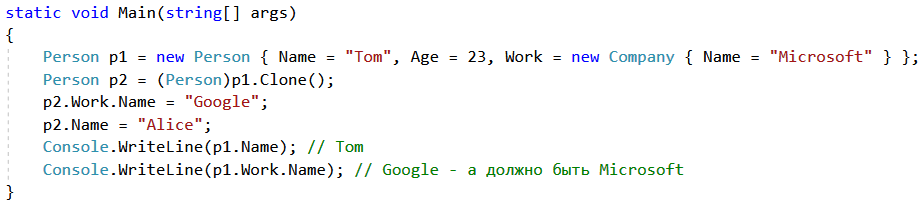 static void Main(string[] args)
{
    Person p1 = new Person { Name = "Tom", Age = 23, Work = new Company { Name = "Microsoft" } };
    Person p2 = (Person)p1.Clone();
    p2.Work.Name = "Google";
    p2.Name = "Alice";
    Console.WriteLine(p1.Name); // Tom
    Console.WriteLine(p1.Work.Name); // Google - а должно быть Microsoft
}